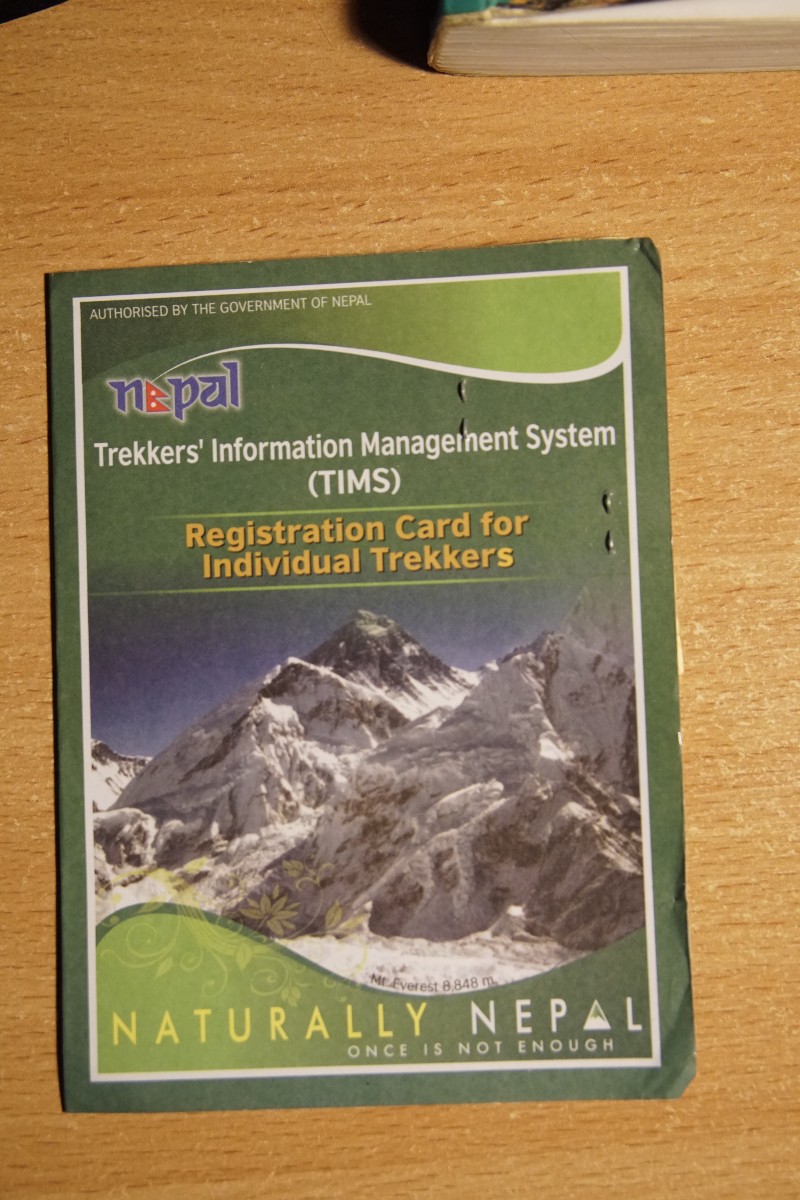 AUTHORISED BY THE GOVERNMENT OF NEPAL
nepal
Trekkers' Information Management System
(TIMS)
Registration Card for
Individual Trekkers
Mt. Everest 8,848 m.
NATURALLY NEPAL
ONCE IS NOT ENOUGH